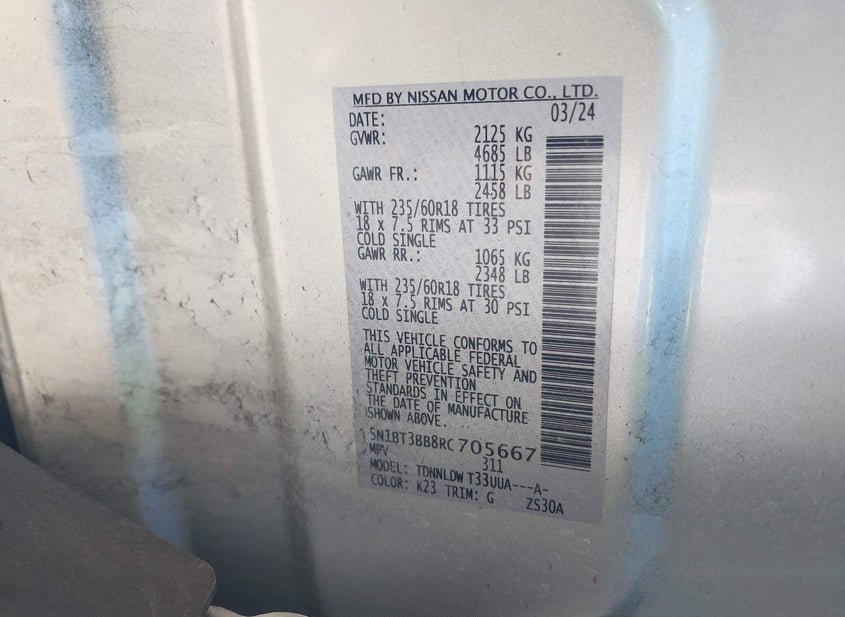 MFD BY NISSAN MOTOR CO., LTD.
DATE: 03/24
GVWR: 2125 KG
4685 LB
GAWR FR.: 1115 KG
2458 LB
WITH 235/60R18 TIRES
18 x 7.5 RIMS AT 33 PSI
COLD SINGLE
GAWR RR.: 1065 KG
2348 LB
WITH 235/60R18 TIRES
18 x 7.5 RIMS AT 30 PSI
COLD SINGLE
THIS VEHICLE CONFORMS TO
ALL APPLICABLE FEDERAL
MOTOR VEHICLE SAFETY AND
THEFT PREVENTION
STANDARDS IN EFFECT ON
THE DATE OF MANUFACTURE
SHOWN ABOVE.
5N1BT3BB8RC705667
MPV 311
MODEL: TDNNLDW T33UUA---A-
COLOR: K23 TRIM: G ZS30A